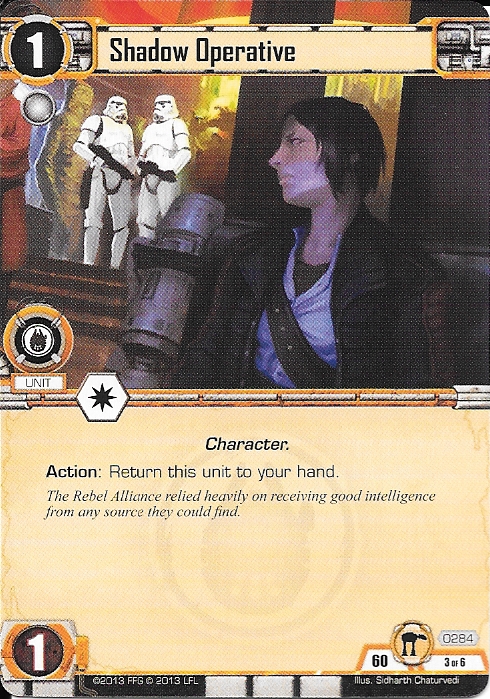 1
Shadow Operative
UNIT
Character.
Action: Return this unit to your hand.
The Rebel Alliance relied heavily on receiving good intelligence
from any source they could find.
1
60
0284
3 OF 6
©2013 FFG © 2013 LFL
Illus. Sidharth Chaturvedi